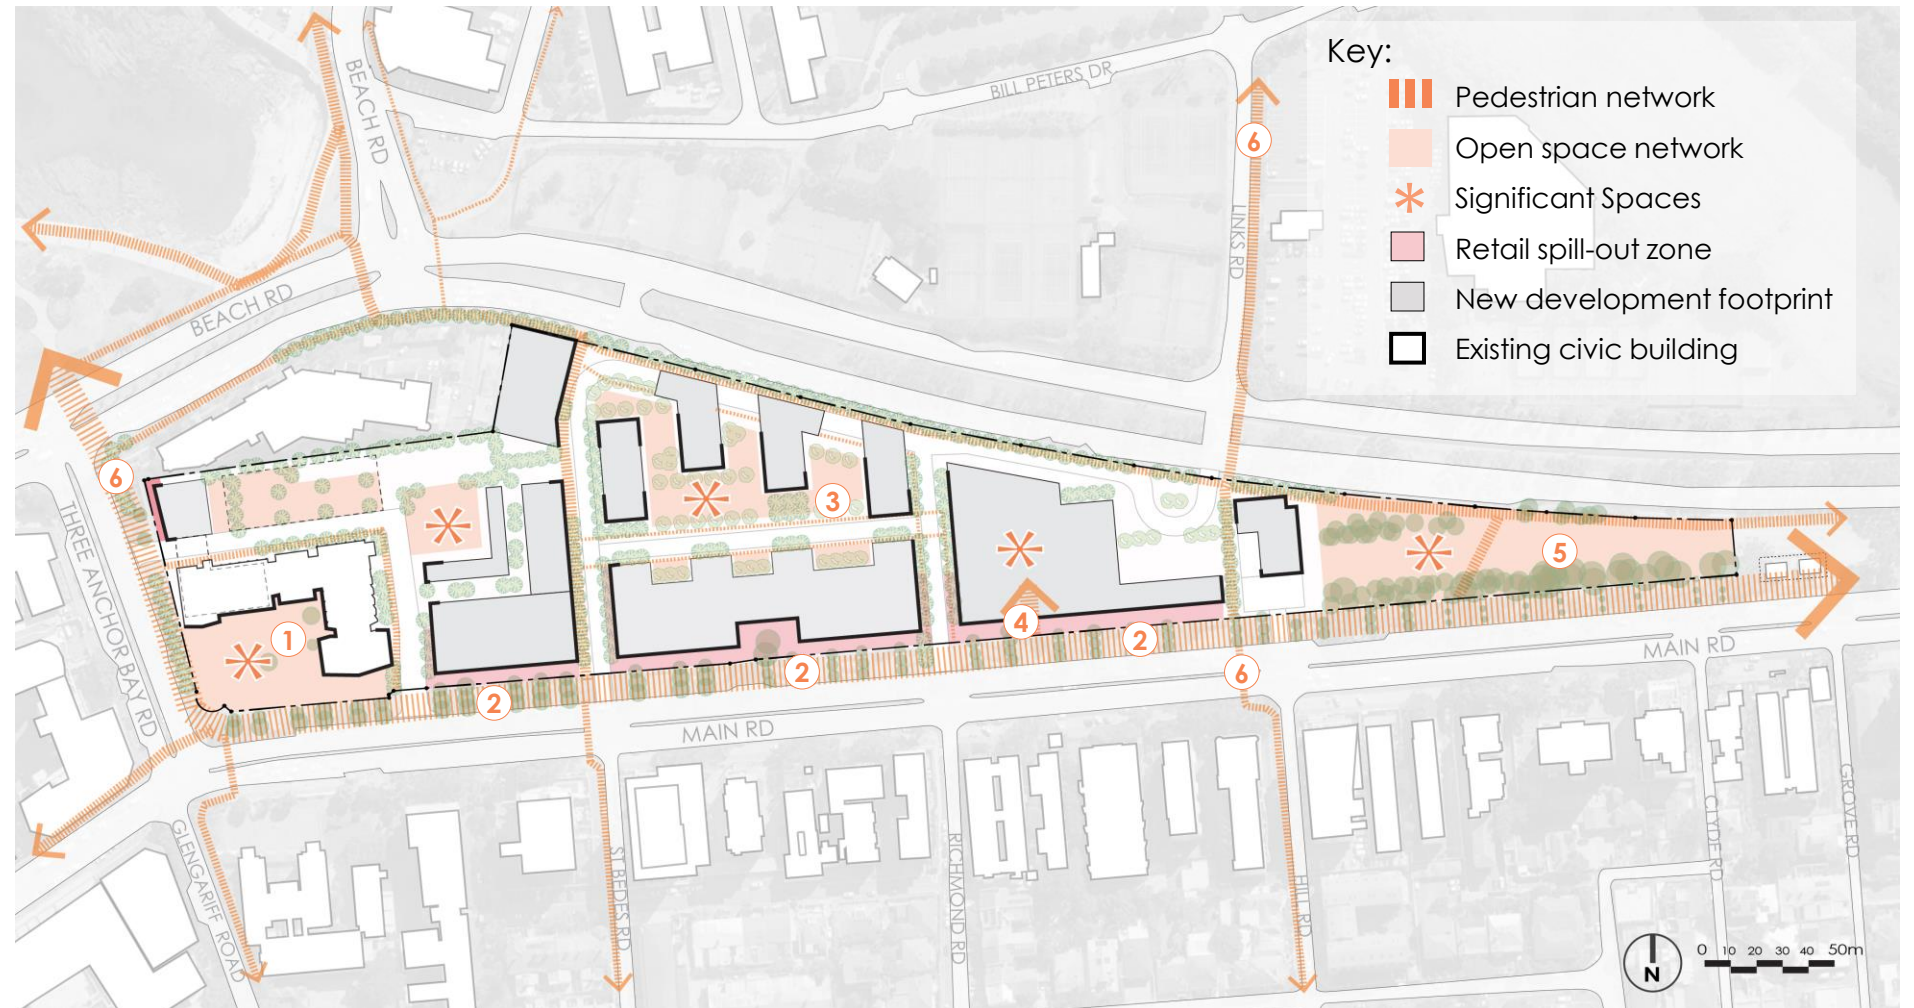 Key:
Pedestrian network
Open space network
Significant Spaces
Retail spill-out zone
New development footprint
Existing civic building
BEACH RD
BILL PETERS DR
6
LINKS RD
BEACH RD
6
THREE ANCHOR BAY RD
3
5
1
4
2
2
2
6
MAIN RD
MAIN RD
GLENGARIFF ROAD
ST BEDES RD
RICHMOND RD
HILL RD
CLYDE RD
GROVE RD
N
0 10 20 30 40 50m